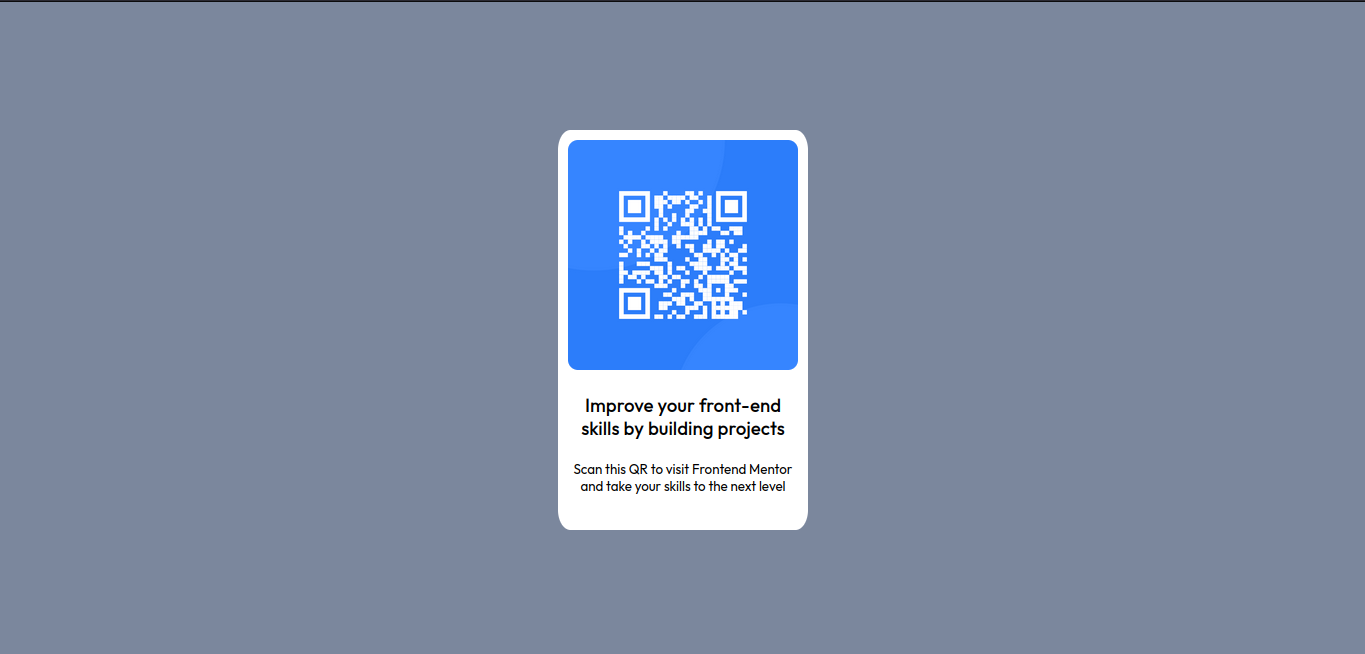 Improve your front-end
skills by building projects
Scan this QR to visit Frontend Mentor
and take your skills to the next level